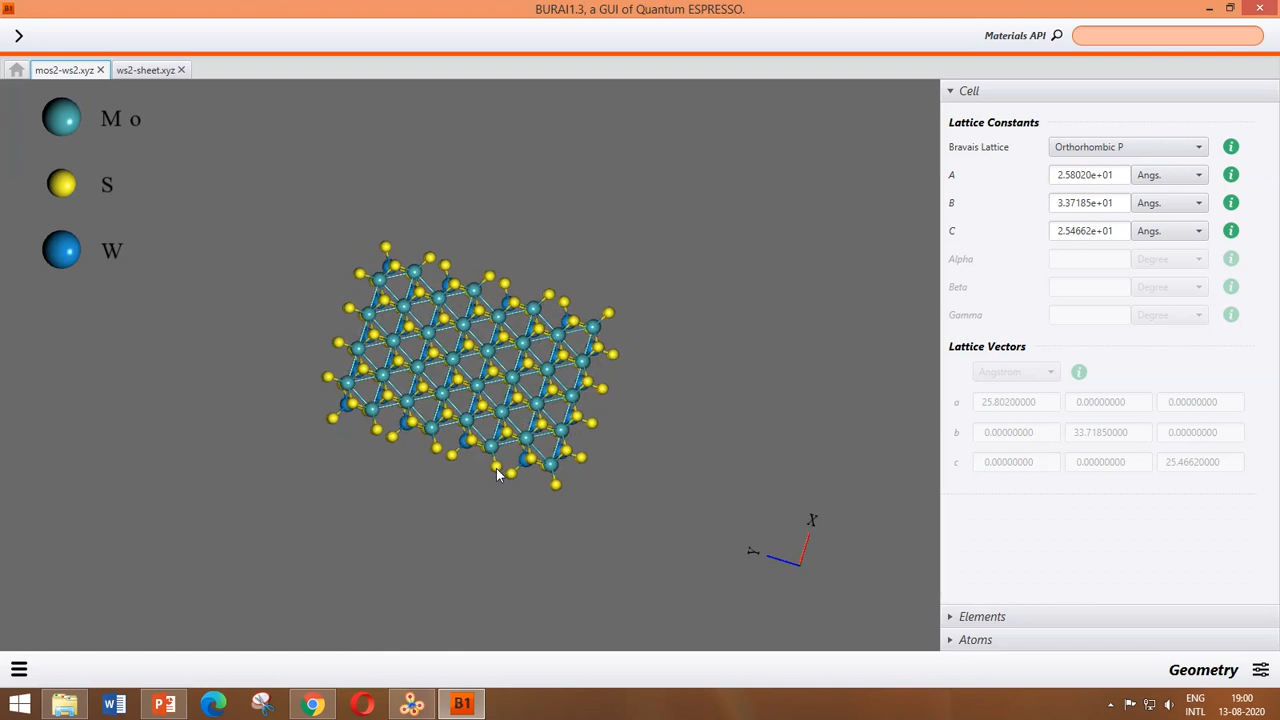 B1 BURAI1.3, a GUI of Quantum ESPRESSO.
Materials API
mos2-ws2.xyz ws2-sheet.xyz
M o
S
W
X
Y
Cell
Lattice Constants
Bravais Lattice Orthorhombic P i
A 2.58020e+01 Angs. i
B 3.37185e+01 Angs. i
C 2.54662e+01 Angs. i
Alpha Degree i
Beta Degree i
Gamma Degree i
Lattice Vectors
Angstrom i
a 25.80200000 0.00000000 0.00000000
b 0.00000000 33.71850000 0.00000000
c 0.00000000 0.00000000 25.46620000
Elements
Atoms
Geometry
W P B1 ENG 19:00
INTL 13-08-2020